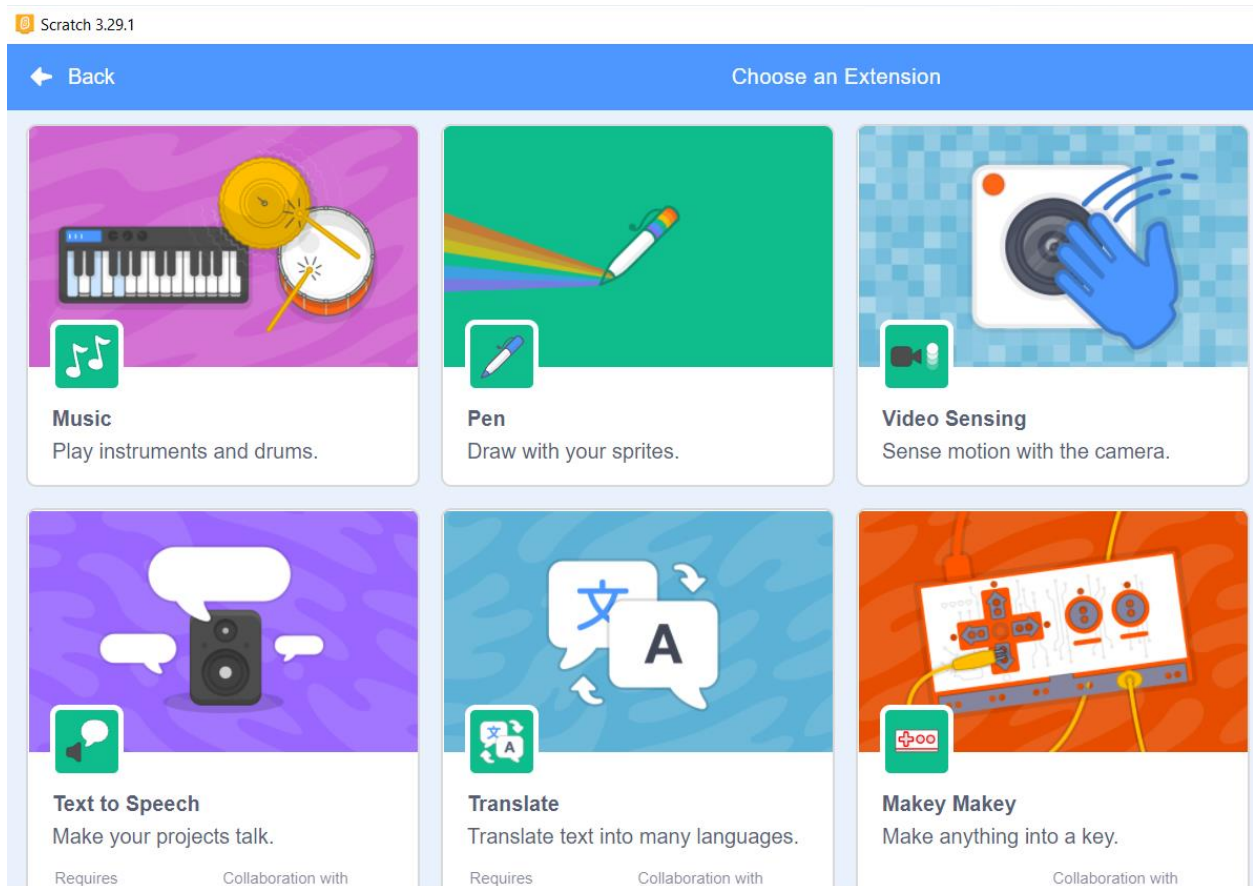 Scratch 3.29.1
Back
Choose an Extension
Music
Play instruments and drums.
Pen
Draw with your sprites.
Video Sensing
Sense motion with the camera.
文
A
文
A
Text to Speech
Make your projects talk.
Requires
Collaboration with
Translate
Translate text into many languages.
Requires
Collaboration with
Makey Makey
Make anything into a key.
Collaboration with